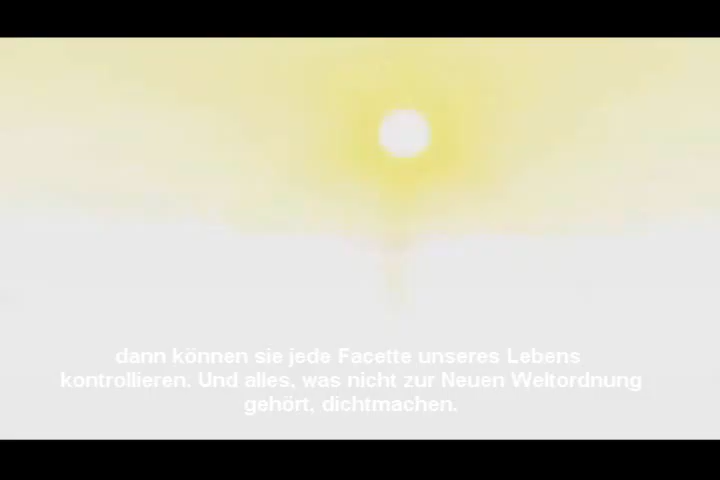 dann können sie jede Facette unseres Lebens
kontrollieren. Und alles, was nicht zur Neuen Weltordnung
gehört, dichtmachen.